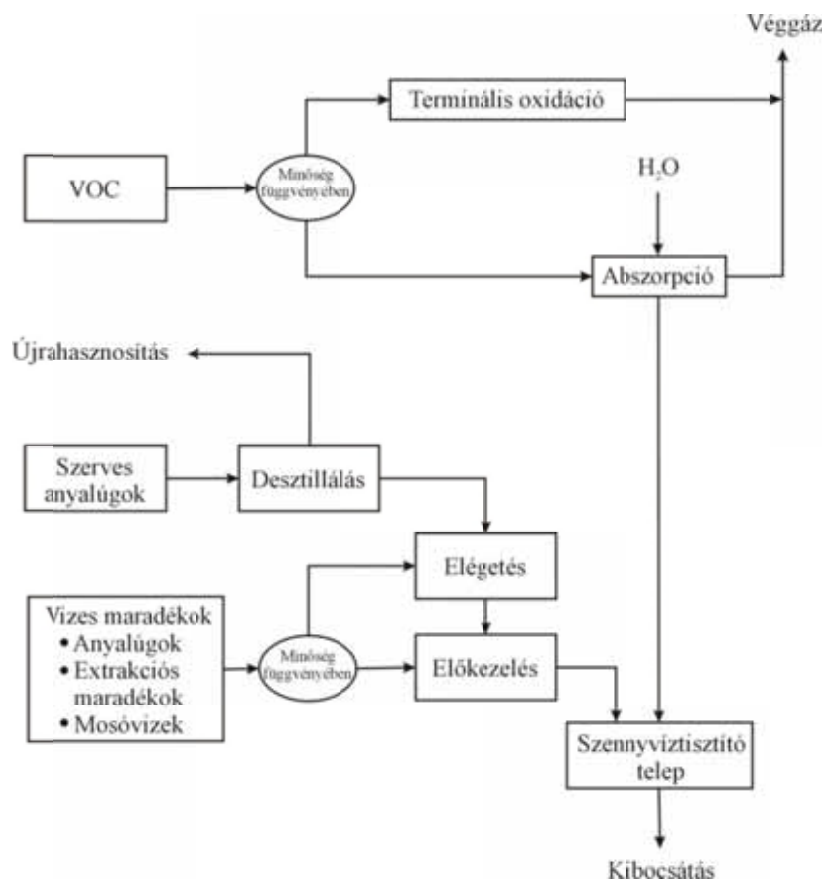 Véggáz
Terminális oxidáció
VOC
Minőség
függvényében
H₂O
Abszorpció
Újrahasznosítás
Szerves
anyalúgok
Desztillálás
Elégetés
Vizes maradékok
• Anyalúgok
• Extrakciós
maradékok
• Mosóvizek
Minőség
függvényében
Előkezelés
Szennyvíztisztító
telep
Kibocsátás